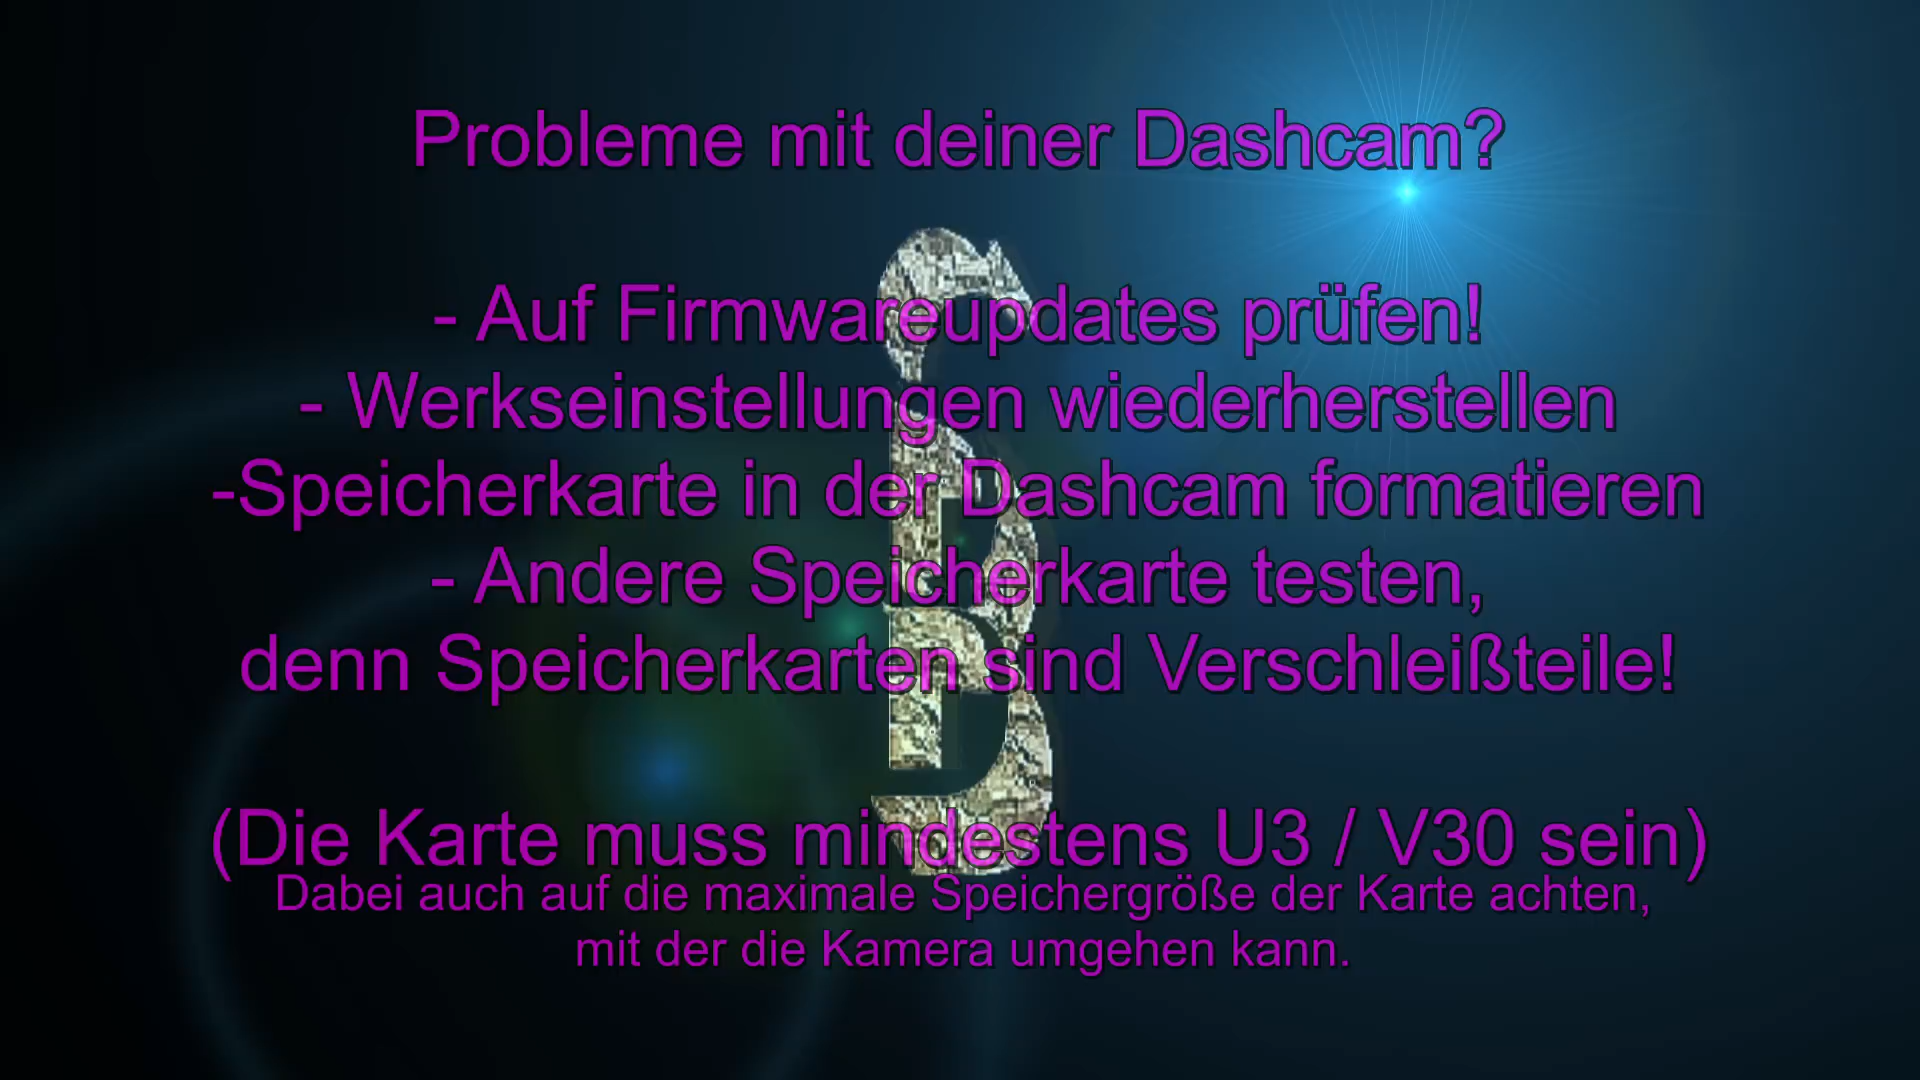 Probleme mit deiner Dashcam?
- Auf Firmwareupdates prüfen!
- Werkseinstellungen wiederherstellen
-Speicherkarte in der Dashcam formatieren
- Andere Speicherkarte testen,
denn Speicherkarten sind Verschleißteile!
(Die Karte muss mindestens U3 / V30 sein)
Dabei auch auf die maximale Speichergröße der Karte achten,
mit der die Kamera umgehen kann.